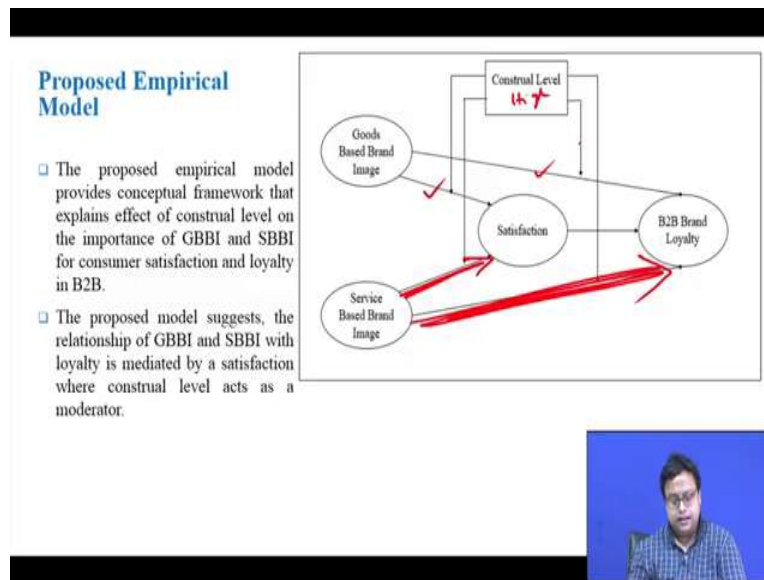 Proposed Empirical
Model
❑ The proposed empirical model
provides conceptual framework that
explains effect of construal level on
the importance of GBBI and SBBI
for consumer satisfaction and loyalty
in B2B.
❑ The proposed model suggests, the
relationship of GBBI and SBBI with
loyalty is mediated by a satisfaction
where construal level acts as a
moderator.
Construal Level
Goods
Based Brand
Image
Satisfaction
B2B Brand
Loyalty
Service
Based Brand
Image